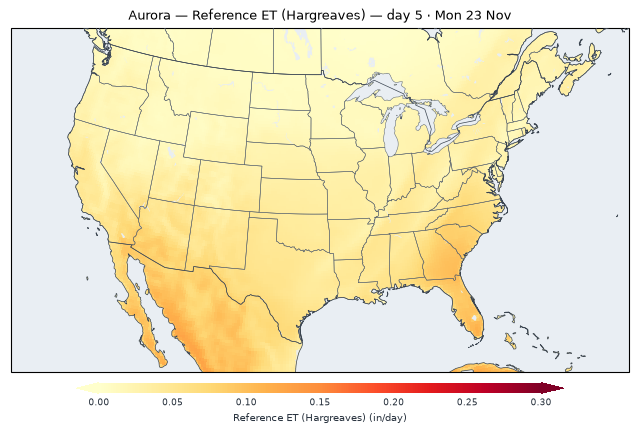 Aurora — Reference ET (Hargreaves) — day 5 · Mon 23 Nov
0.00 0.05 0.10 0.15 0.20 0.25 0.30
Reference ET (Hargreaves) (in/day)